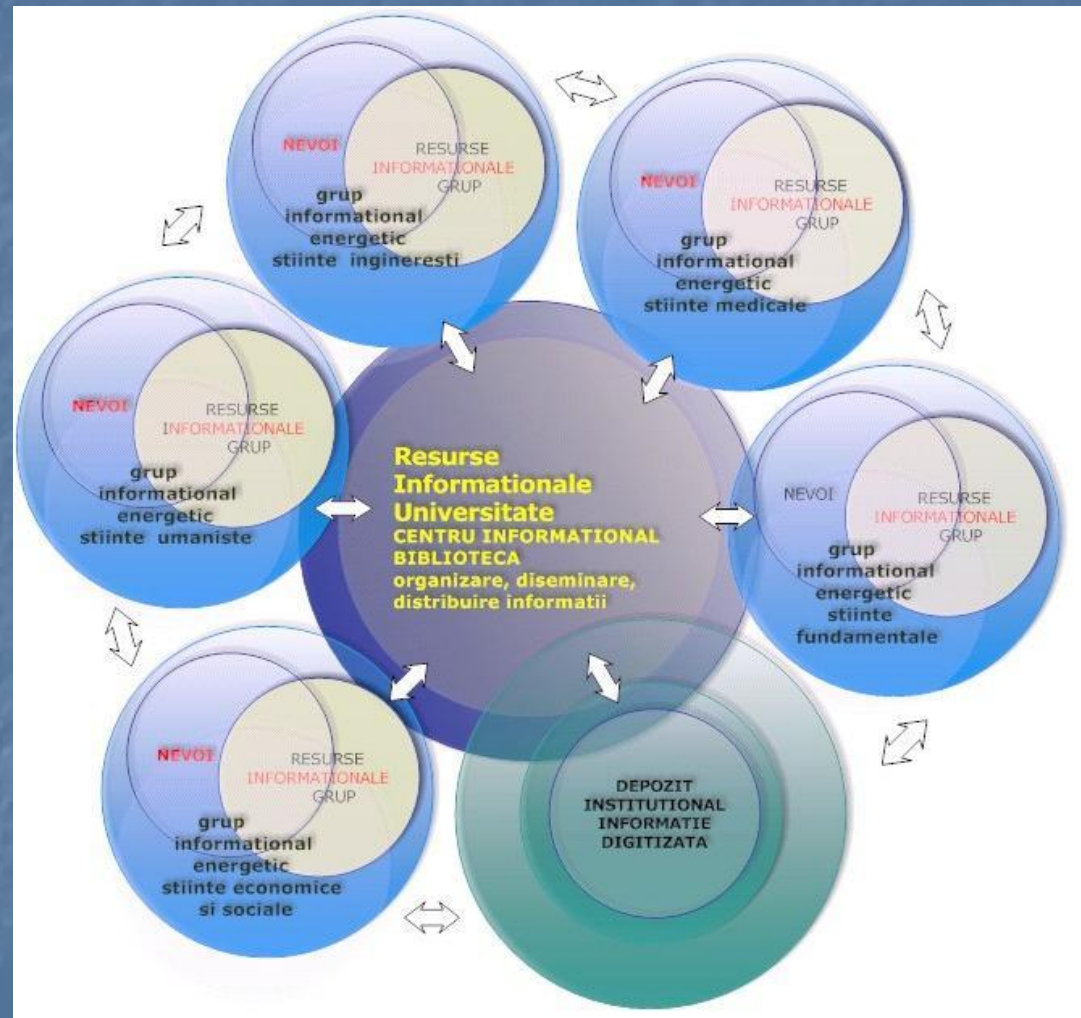 NEVOI
RESURSE
INFORMATIONALE
GRUP
grup
informational
energetic
stiinte ingineresti
NEVOI
RESURSE
INFORMATIONALE
GRUP
grup
informational
energetic
stiinte medicale
NEVOI
RESURSE
INFORMATIONALE
GRUP
grup
informational
energetic
stiinte umaniste
Resurse
Informationale
Universitate
CENTRU INFORMATIONAL
BIBLIOTECA
organizare, diseminare,
distribuire informatii
NEVOI
RESURSE
INFORMATIONALE
GRUP
grup
informational
energetic
stiinte
fundamentale
NEVOI
RESURSE
INFORMATIONALE
GRUP
grup
informational
energetic
stiinte economice
si sociale
DEPOZIT
INSTITUTIONAL
INFORMATIE
DIGITIZATA